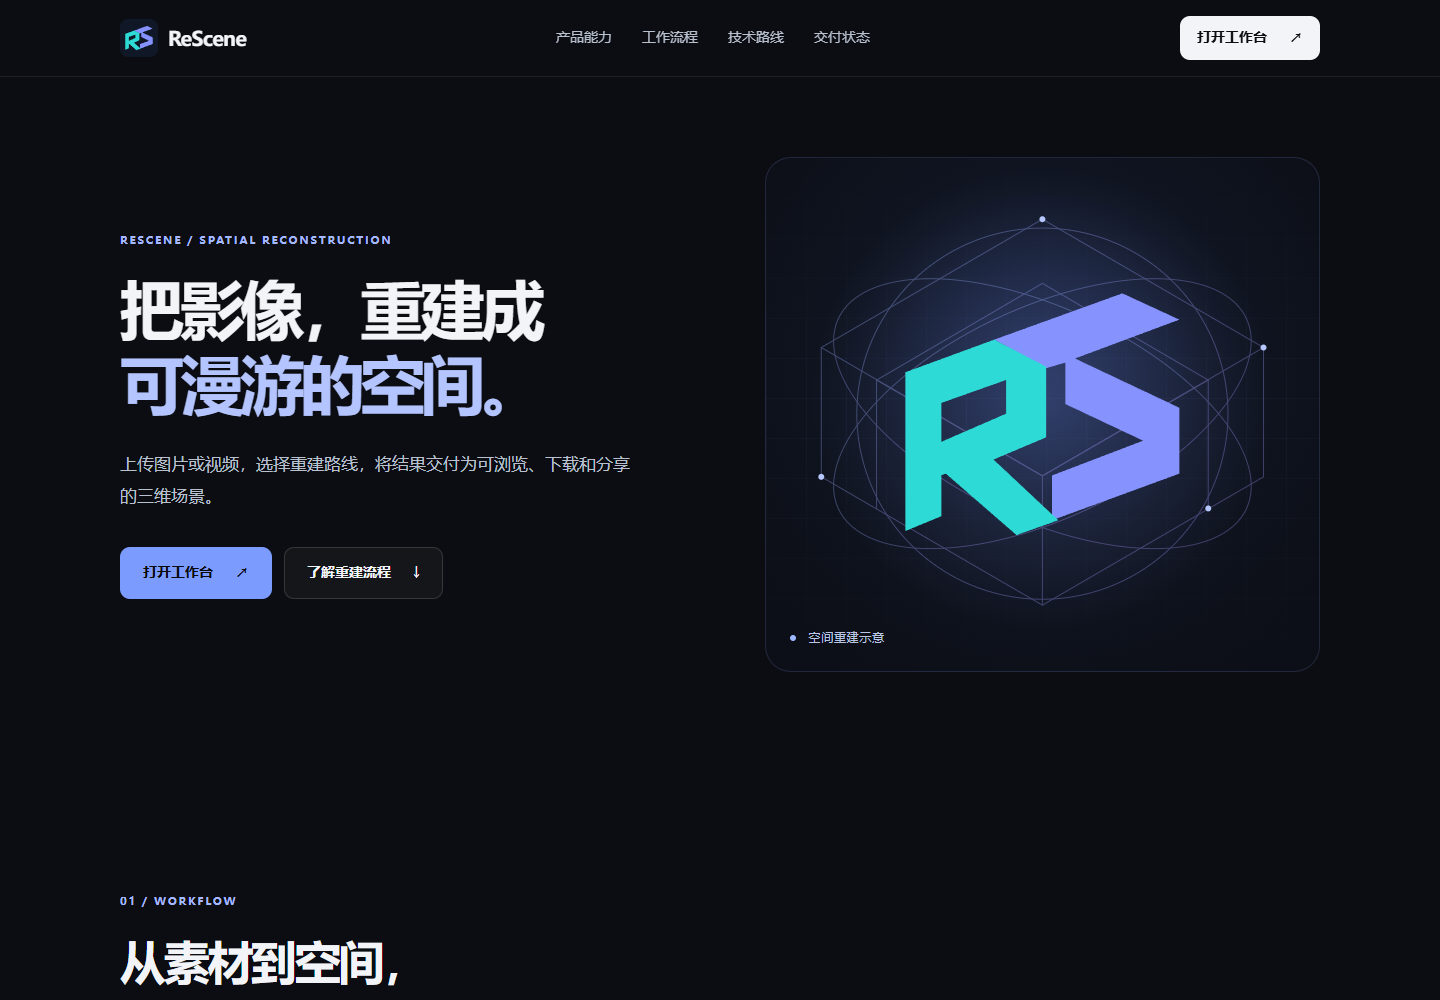 RS ReScene
产品能力
工作流程
技术路线
交付状态
打开工作台 ↗
RESCENE / SPATIAL RECONSTRUCTION
把影像，重建成
可漫游的空间。
上传图片或视频，选择重建路线，将结果交付为可浏览、下载和分享
的三维场景。
打开工作台 ↗
了解重建流程 ↓
RS
空间重建示意
01 / WORKFLOW
从素材到空间，